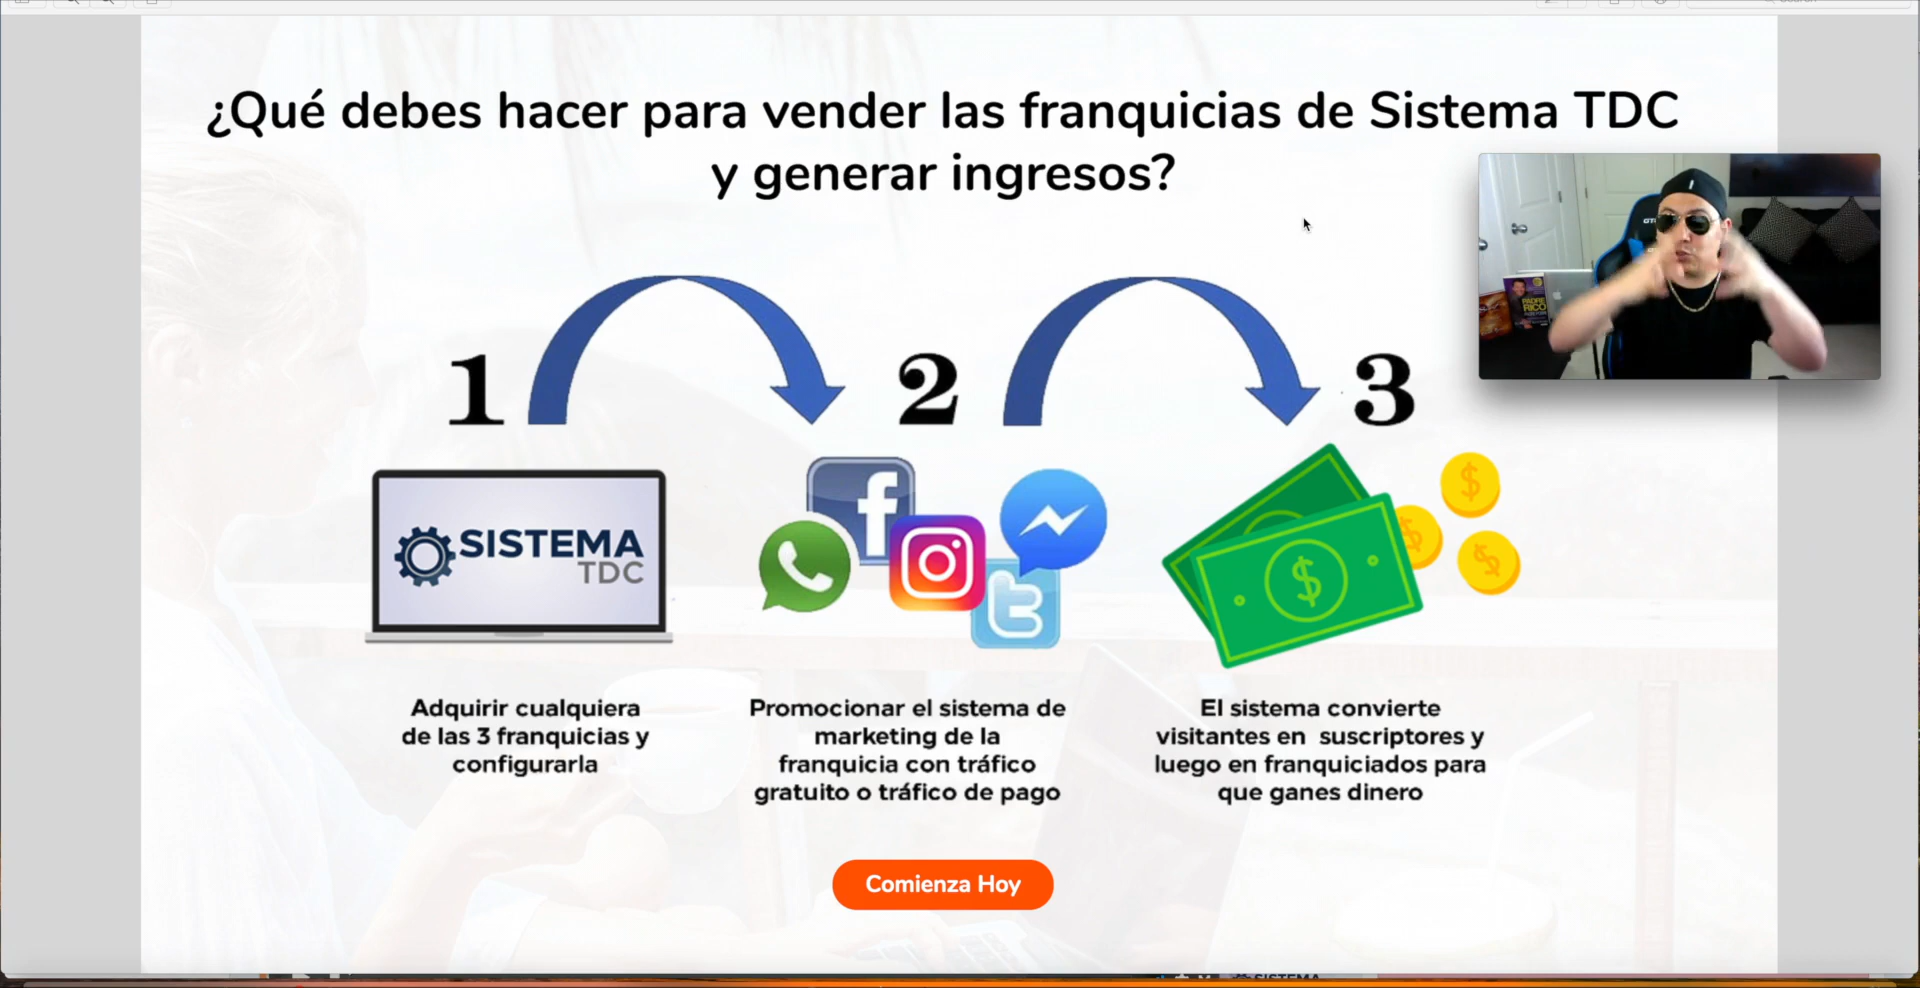 ¿Qué debes hacer para vender las franquicias de Sistema TDC
y generar ingresos?
1
2
3
SISTEMA
TDC
PADRE
RICO
Adquirir cualquiera
de las 3 franquicias y
configurarla
Promocionar el sistema de
marketing de la
franquicia con tráfico
gratuito o tráfico de pago
El sistema convierte
visitantes en suscriptores y
luego en franquiciados para
que ganes dinero
Comienza Hoy